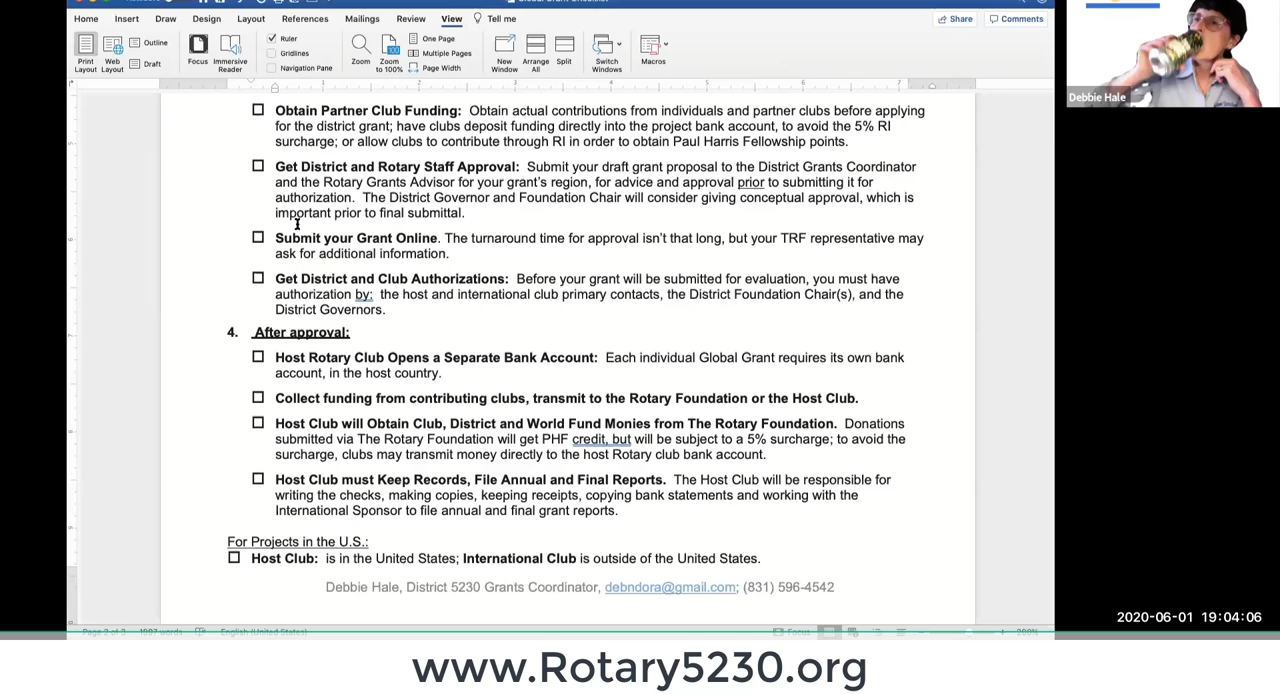 Home Insert Draw Design Layout References Mailings Review View Tell me Share Comments
Print Layout Web Layout Outline Draft Focus Immersive Reader Ruler Gridlines Navigation Pane Zoom Zoom to 100% One Page Multiple Pages Page Width New Window Arrange All Split Switch Windows Macros
Debbie Hale
Obtain Partner Club Funding: Obtain actual contributions from individuals and partner clubs before applying
for the district grant; have clubs deposit funding directly into the project bank account, to avoid the 5% RI
surcharge; or allow clubs to contribute through RI in order to obtain Paul Harris Fellowship points.
Get District and Rotary Staff Approval: Submit your draft grant proposal to the District Grants Coordinator
and the Rotary Grants Advisor for your grant's region, for advice and approval prior to submitting it for
authorization. The District Governor and Foundation Chair will consider giving conceptual approval, which is
important prior to final submittal.
Submit your Grant Online. The turnaround time for approval isn't that long, but your TRF representative may
ask for additional information.
Get District and Club Authorizations: Before your grant will be submitted for evaluation, you must have
authorization by: the host and international club primary contacts, the District Foundation Chair(s), and the
District Governors.
4. After approval:
Host Rotary Club Opens a Separate Bank Account: Each individual Global Grant requires its own bank
account, in the host country.
Collect funding from contributing clubs, transmit to the Rotary Foundation or the Host Club.
Host Club will Obtain Club, District and World Fund Monies from The Rotary Foundation. Donations
submitted via The Rotary Foundation will get PHF credit, but will be subject to a 5% surcharge; to avoid the
surcharge, clubs may transmit money directly to the host Rotary club bank account.
Host Club must Keep Records, File Annual and Final Reports. The Host Club will be responsible for
writing the checks, making copies, keeping receipts, copying bank statements and working with the
International Sponsor to file annual and final grant reports.
For Projects in the U.S.:
Host Club: is in the United States; International Club is outside of the United States.
Debbie Hale, District 5230 Grants Coordinator, debndora@gmail.com; (831) 596-4542
2020-06-01 19:04:06
www.Rotary5230.org